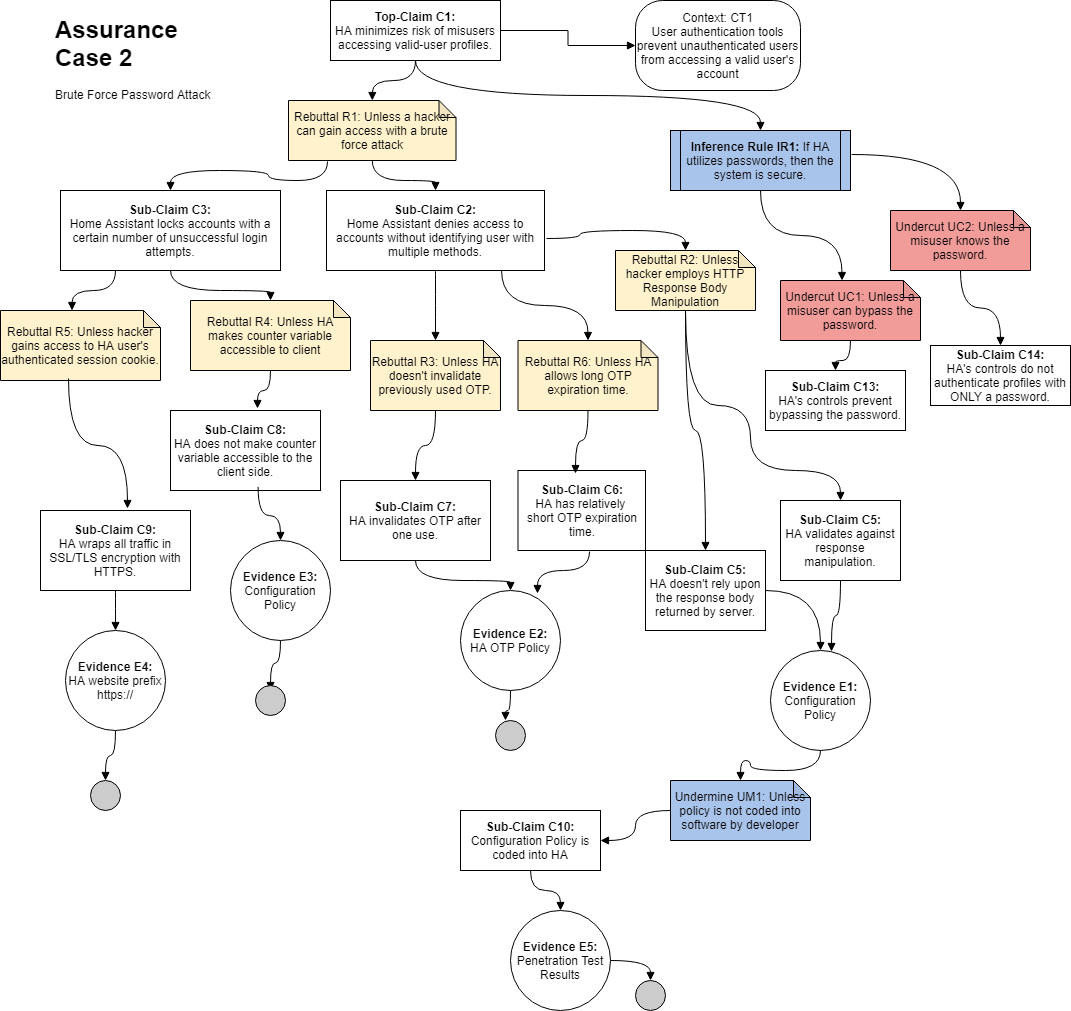 Assurance
Case 2
Brute Force Password Attack
Top-Claim C1:
HA minimizes risk of misusers
accessing valid-user profiles.
Context: CT1
User authentication tools
prevent unauthenticated users
from accessing a valid user's
account
Rebuttal R1: Unless a hacker
can gain access with a brute
force attack
Inference Rule IR1: If HA
utilizes passwords, then the
system is secure.
Sub-Claim C3:
Home Assistant locks accounts with a
certain number of unsuccessful login
attempts.
Sub-Claim C2:
Home Assistant denies access to
accounts without identifying user with
multiple methods.
Undercut UC2: Unless a
misuser knows the
password.
Rebuttal R2: Unless
hacker employs HTTP
Response Body
Manipulation
Undercut UC1: Unless a
misuser can bypass the
password.
Rebuttal R5: Unless hacker
gains access to HA user's
authenticated session cookie.
Rebuttal R4: Unless HA
makes counter variable
accessible to client
Rebuttal R3: Unless HA
doesn't invalidate
previously used OTP.
Rebuttal R6: Unless HA
allows long OTP
expiration time.
Sub-Claim C13:
HA's controls prevent
bypassing the password.
Sub-Claim C14:
HA's controls do not
authenticate profiles with
ONLY a password.
Sub-Claim C8:
HA does not make counter
variable accessible to the
client side.
Sub-Claim C7:
HA invalidates OTP after
one use.
Sub-Claim C6:
HA has relatively
short OTP expiration
time.
Sub-Claim C5:
HA validates against
response
manipulation.
Sub-Claim C9:
HA wraps all traffic in
SSL/TLS encryption with
HTTPS.
Sub-Claim C5:
HA doesn't rely upon
the response body
returned by server.
Evidence E3:
Configuration
Policy
Evidence E2:
HA OTP Policy
Evidence E4:
HA website prefix
https://
Evidence E1:
Configuration
Policy
Undermine UM1: Unless
policy is not coded into
software by developer
Sub-Claim C10:
Configuration Policy is
coded into HA
Evidence E5:
Penetration Test
Results